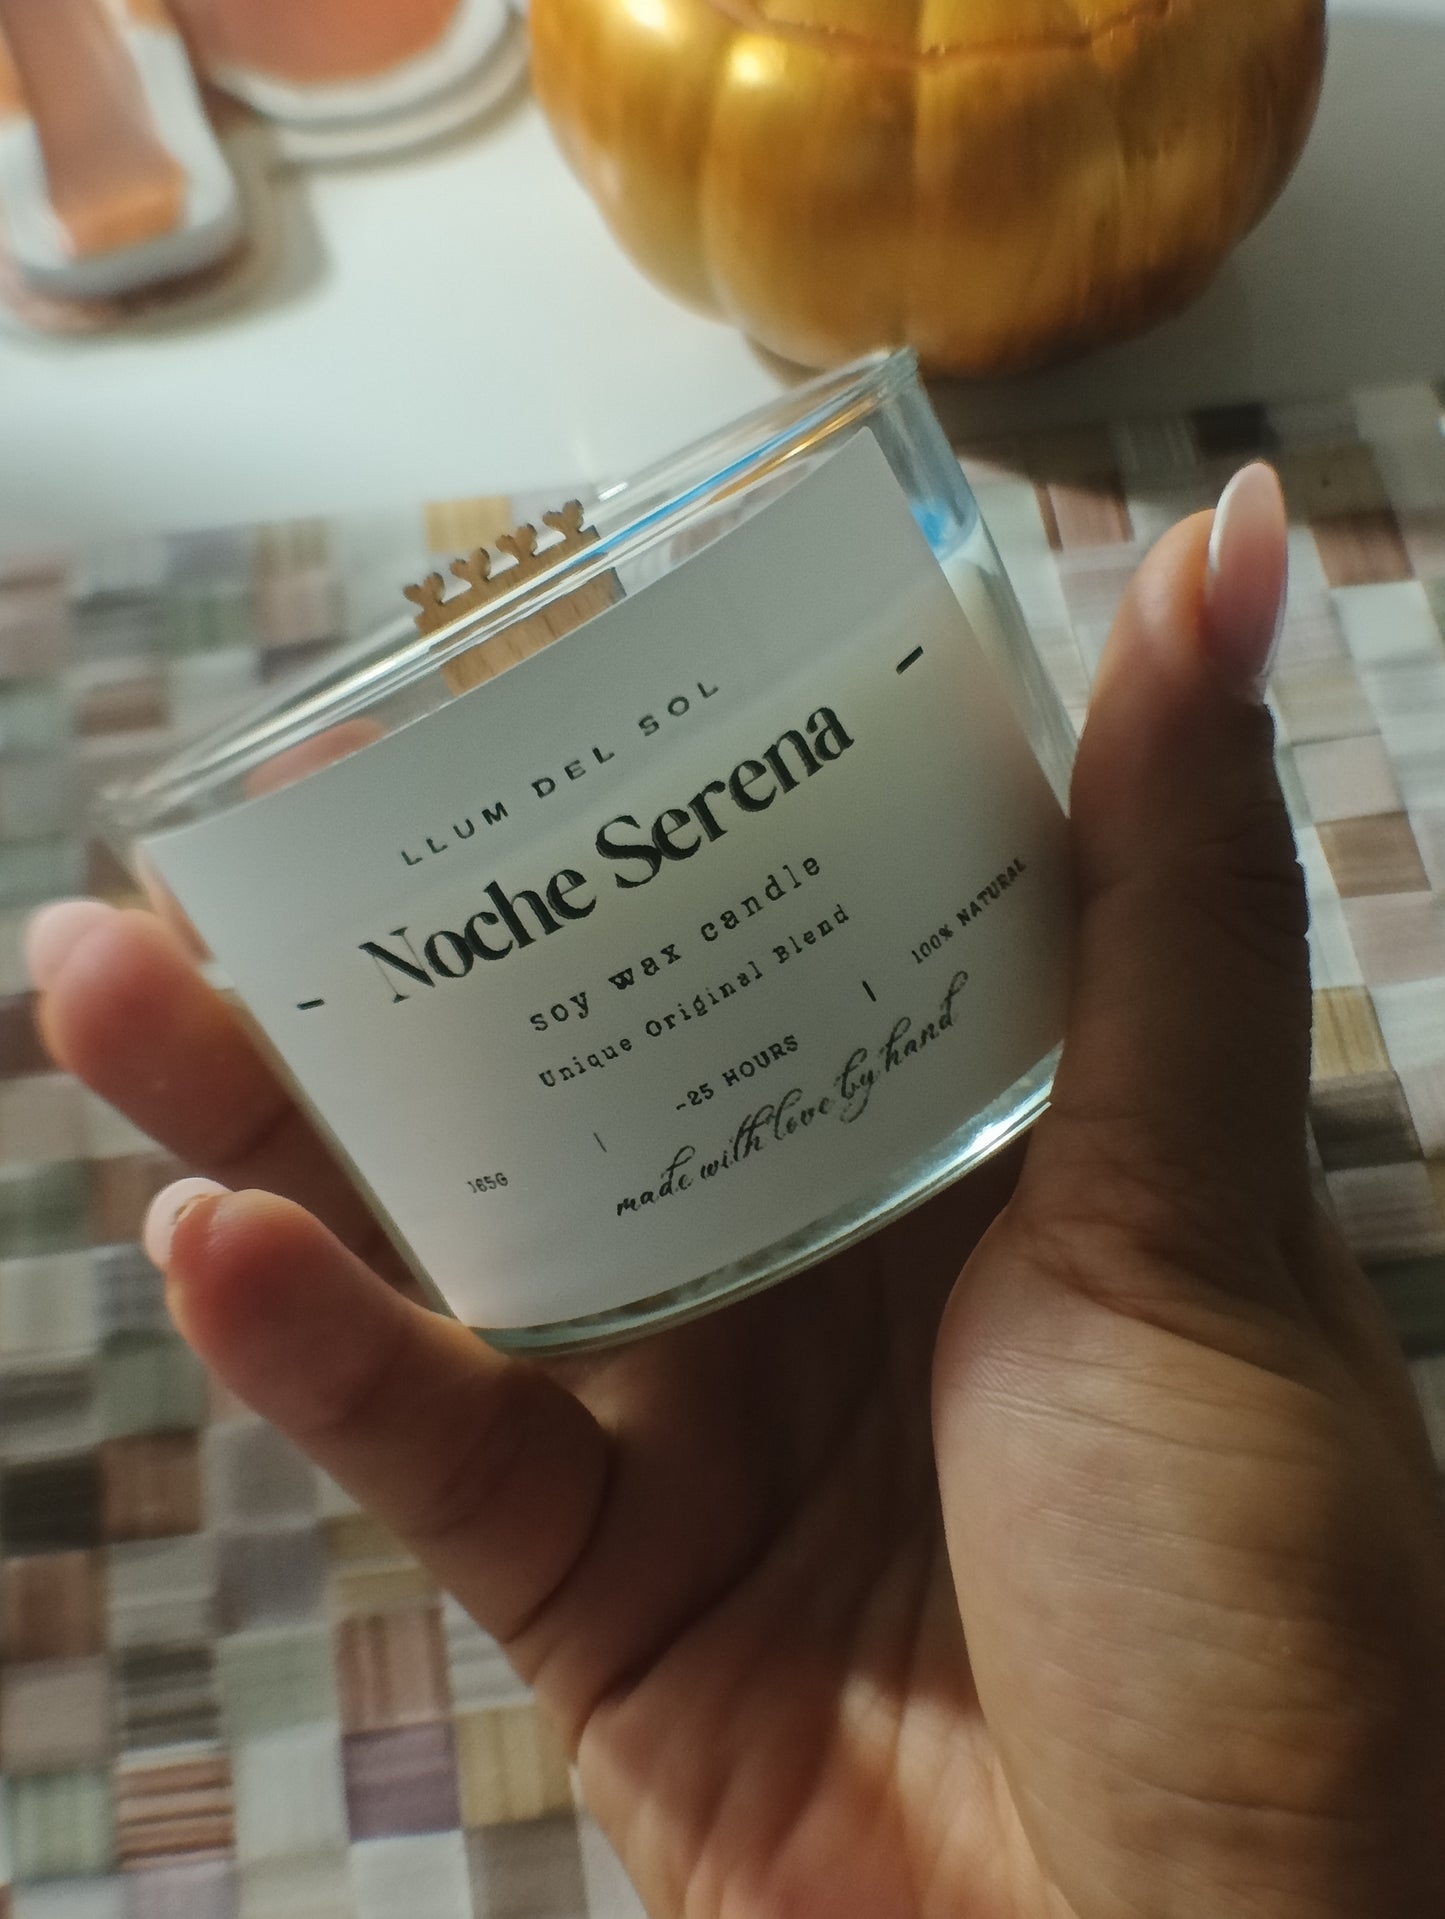 LLUM DEL SOL
- Noche Serena -
soy wax candle
Unique Original Blend
165G | ~25 HOURS | 100% NATURAL
made with love by hand